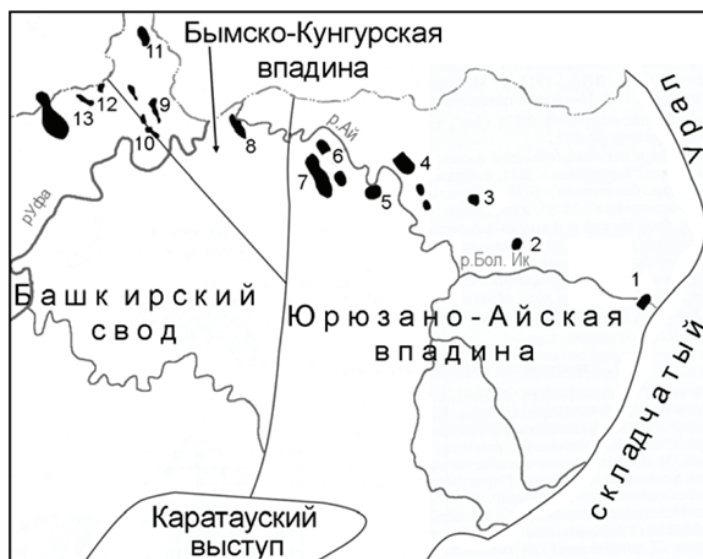 Бымско-Кунгурская
впадина
11
12
13
9
10
8
р.Ай
6
7
5
4
3
2
1
р.Уфа
р.Бол. Ик
Башкирский
свод
Юрюзано-Айская
впадина
Каратауский
выступ
складчатый
Урал